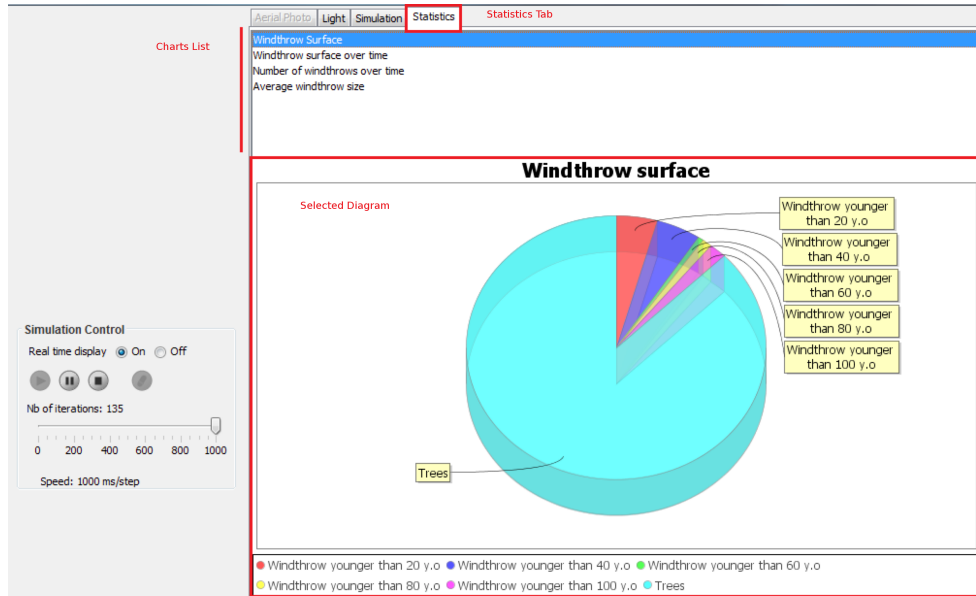 Aerial Photo Light Simulation Statistics Statistics Tab
Charts List
Windthrow Surface
Windthrow surface over time
Number of windthrows over time
Average windthrow size
Windthrow surface
Selected Diagram
Windthrow younger
than 20 y.o
Windthrow younger
than 40 y.o
Windthrow younger
than 60 y.o
Windthrow younger
than 80 y.o
Windthrow younger
than 100 y.o
Trees
Simulation Control
Real time display On Off
Nb of iterations: 135
0 200 400 600 800 1000
Speed: 1000 ms/step
Windthrow younger than 20 y.o Windthrow younger than 40 y.o Windthrow younger than 60 y.o
Windthrow younger than 80 y.o Windthrow younger than 100 y.o Trees